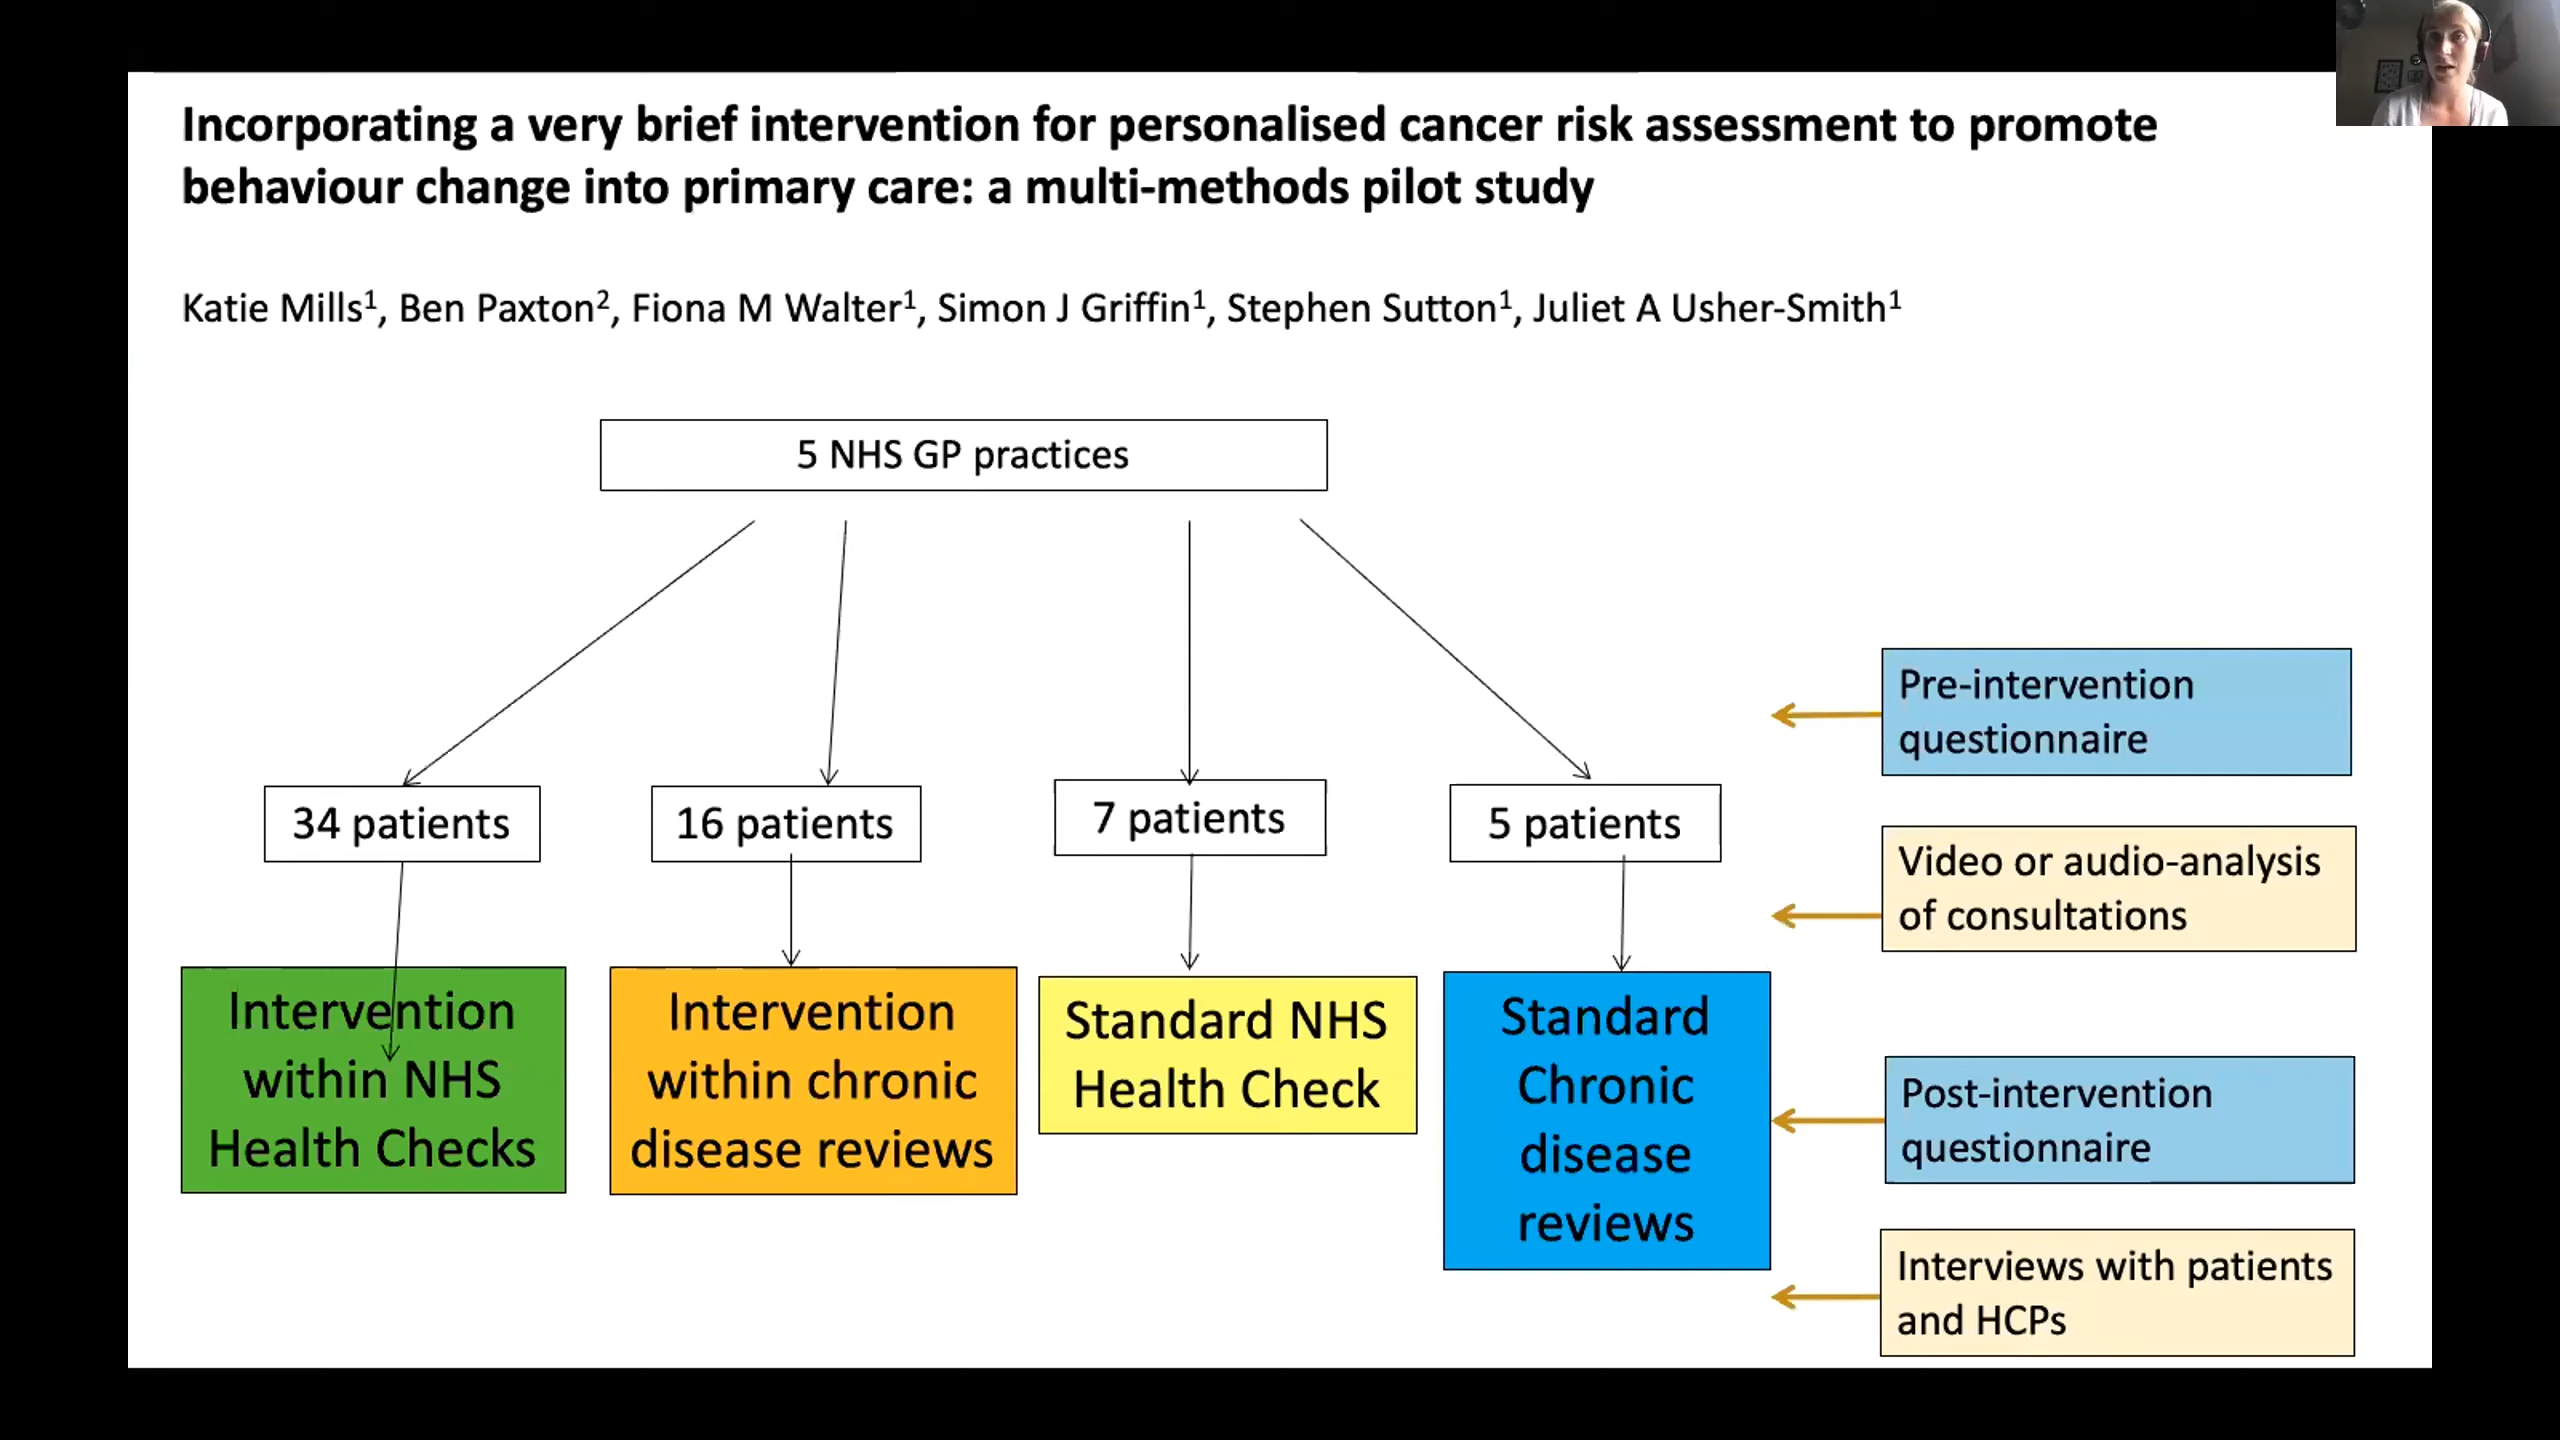 Incorporating a very brief intervention for personalised cancer risk assessment to promote
behaviour change into primary care: a multi-methods pilot study
Katie Mills¹, Ben Paxton², Fiona M Walter¹, Simon J Griffin¹, Stephen Sutton¹, Juliet A Usher-Smith¹
5 NHS GP practices
34 patients
16 patients
7 patients
5 patients
Intervention
within NHS
Health Checks
Intervention
within chronic
disease reviews
Standard NHS
Health Check
Standard
Chronic
disease
reviews
Pre-intervention
questionnaire
Video or audio-analysis
of consultations
Post-intervention
questionnaire
Interviews with patients
and HCPs